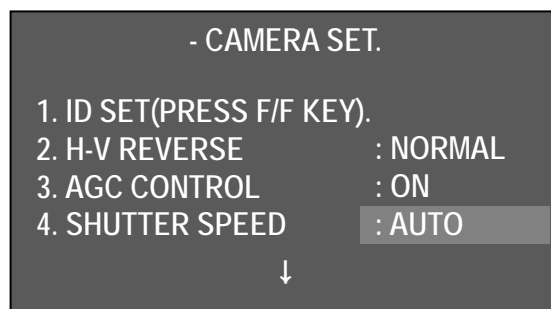 - CAMERA SET.
1. ID SET(PRESS F/F KEY).
2. H-V REVERSE : NORMAL
3. AGC CONTROL : ON
4. SHUTTER SPEED : AUTO
↓